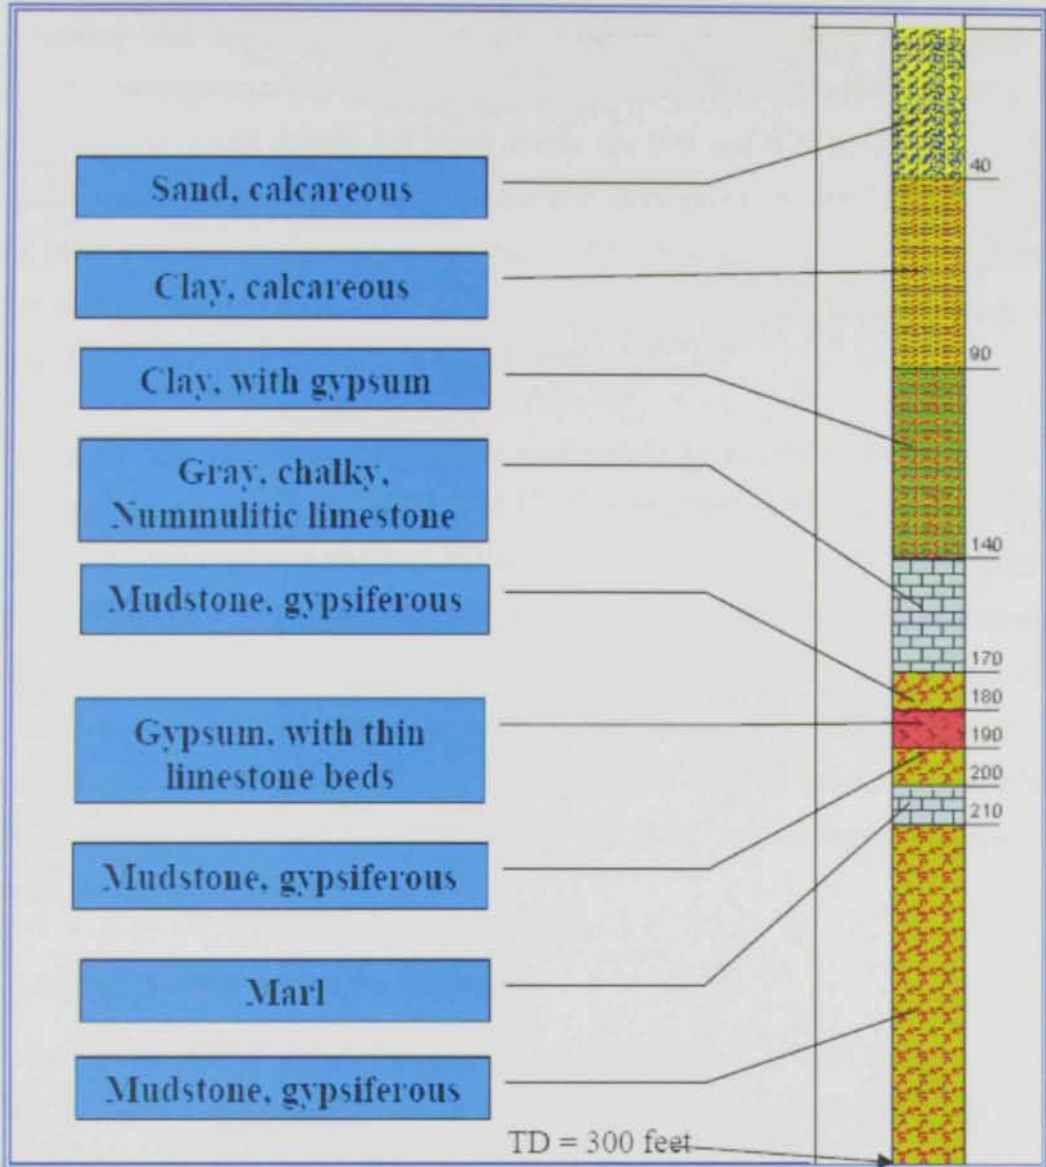 Sand, calcareous
40
Clay, calcareous
90
Clay, with gypsum
Gray, chalky,
Nummulitic limestone
140
Mudstone, gypsiferous
170
180
Gypsum, with thin
limestone beds
190
200
210
Mudstone, gypsiferous
Marl
Mudstone, gypsiferous
TD = 300 feet